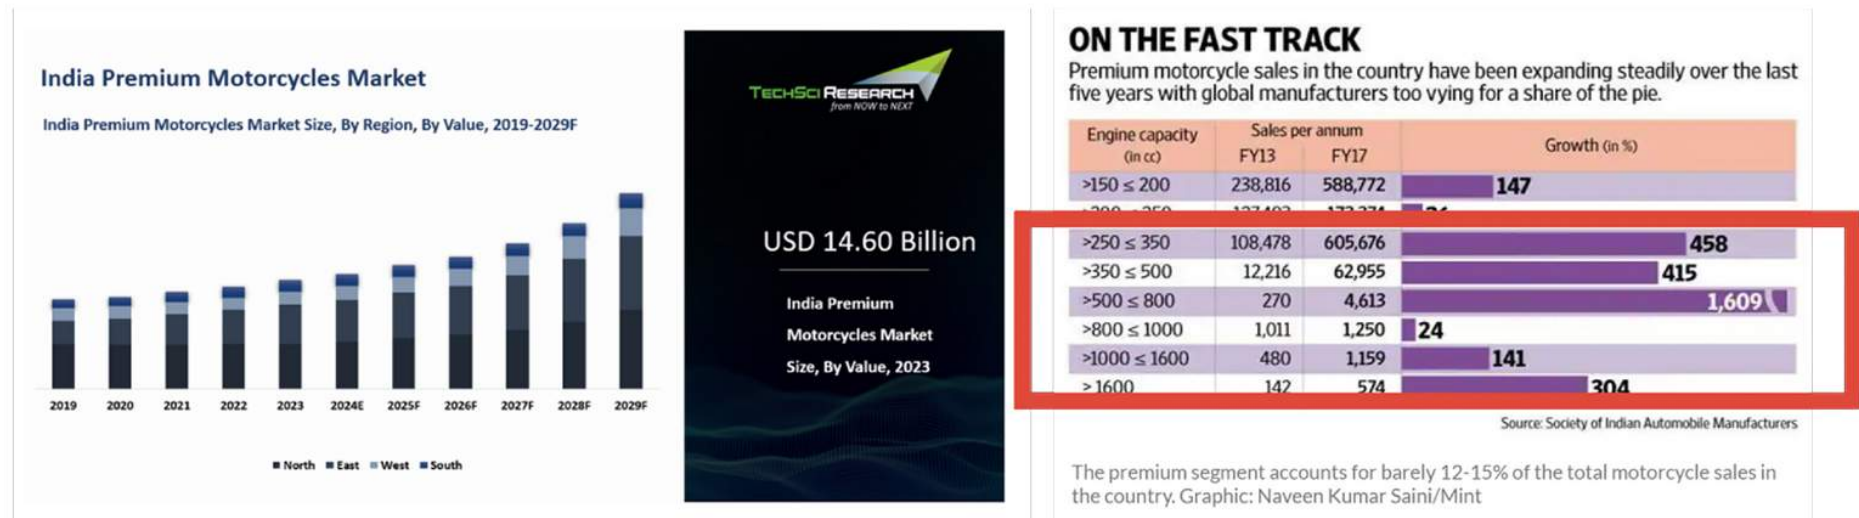 India Premium Motorcycles Market
India Premium Motorcycles Market Size, By Region, By Value, 2019-2029F
2019 2020 2021 2022 2023 2024E 2025F 2026F 2027F 2028F 2029F
North East West South
TECHSCI RESEARCH
from NOW to NEXT
USD 14.60 Billion
India Premium
Motorcycles Market
Size, By Value, 2023
ON THE FAST TRACK
Premium motorcycle sales in the country have been expanding steadily over the last
five years with global manufacturers too vying for a share of the pie.
Engine capacity (in cc) Sales per annum FY13 FY17 Growth (in %)
>150 ≤ 200 238,816 588,772 147
>250 ≤ 350 108,478 605,676 458
>350 ≤ 500 12,216 62,955 415
>500 ≤ 800 270 4,613 1,609
>800 ≤ 1000 1,011 1,250 24
>1000 ≤ 1600 480 1,159 141
> 1600 142 574 304
Source: Society of Indian Automobile Manufacturers
The premium segment accounts for barely 12-15% of the total motorcycle sales in
the country. Graphic: Naveen Kumar Saini/Mint